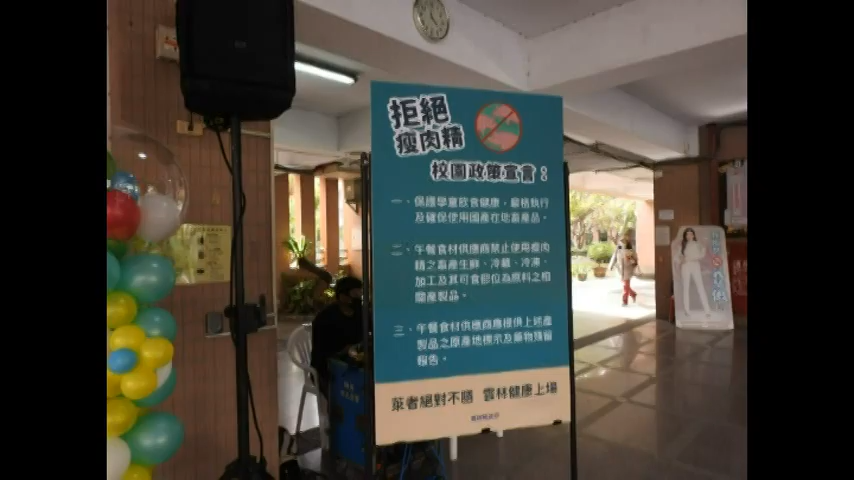 拒絕
瘦肉精
校園政策宣言：
一、保護學童飲食健康，嚴格執行
及確保使用國產在地畜產品。
二、午餐食材供應商禁止使用瘦肉
精之畜產生鮮、冷藏、冷凍、
加工及其可食部位為原料之相
關產製品。
三、午餐食材供應商應提供上述產
製品之原產地標示及藥物殘留
報告。
萊者絕對不園 雲林健康上場